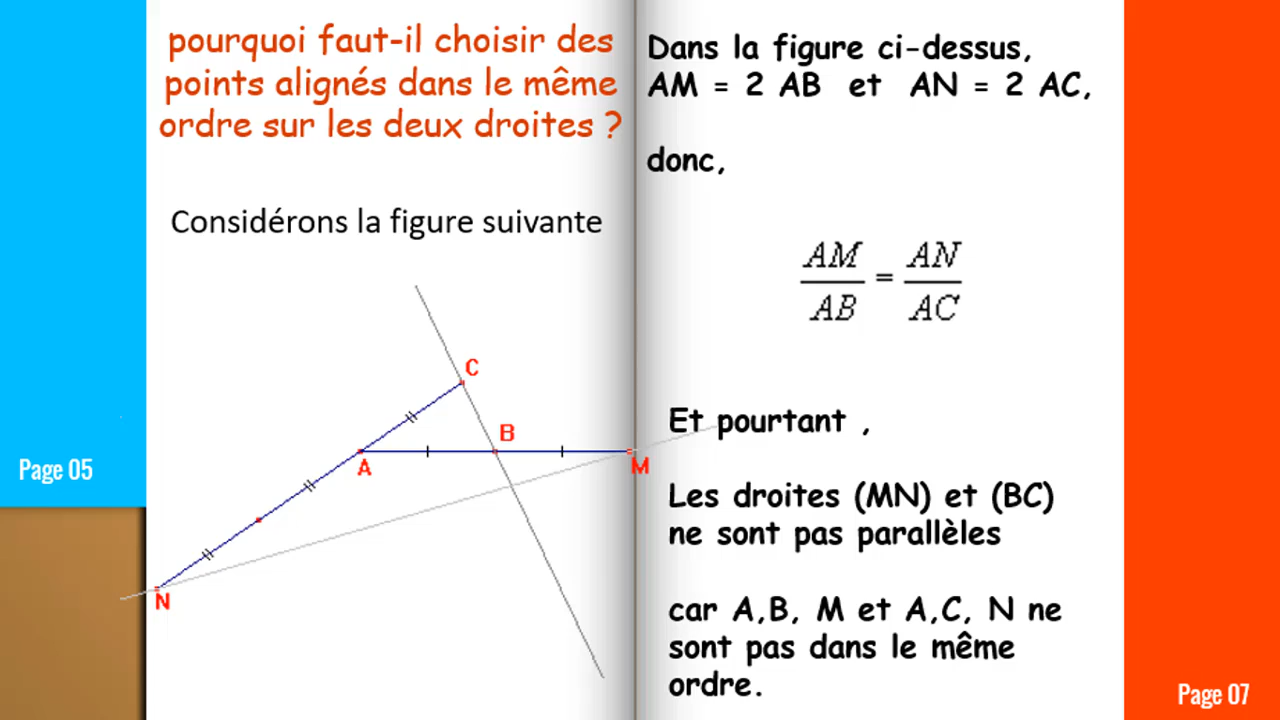 pourquoi faut-il choisir des
points alignés dans le même
ordre sur les deux droites ?
Considérons la figure suivante
C
B
A
M
N
Page 05
Dans la figure ci-dessus,
AM = 2 AB et AN = 2 AC,
donc,
AM/AB = AN/AC
Et pourtant ,
Les droites (MN) et (BC)
ne sont pas parallèles
car A,B, M et A,C, N ne
sont pas dans le même
ordre.
Page 07